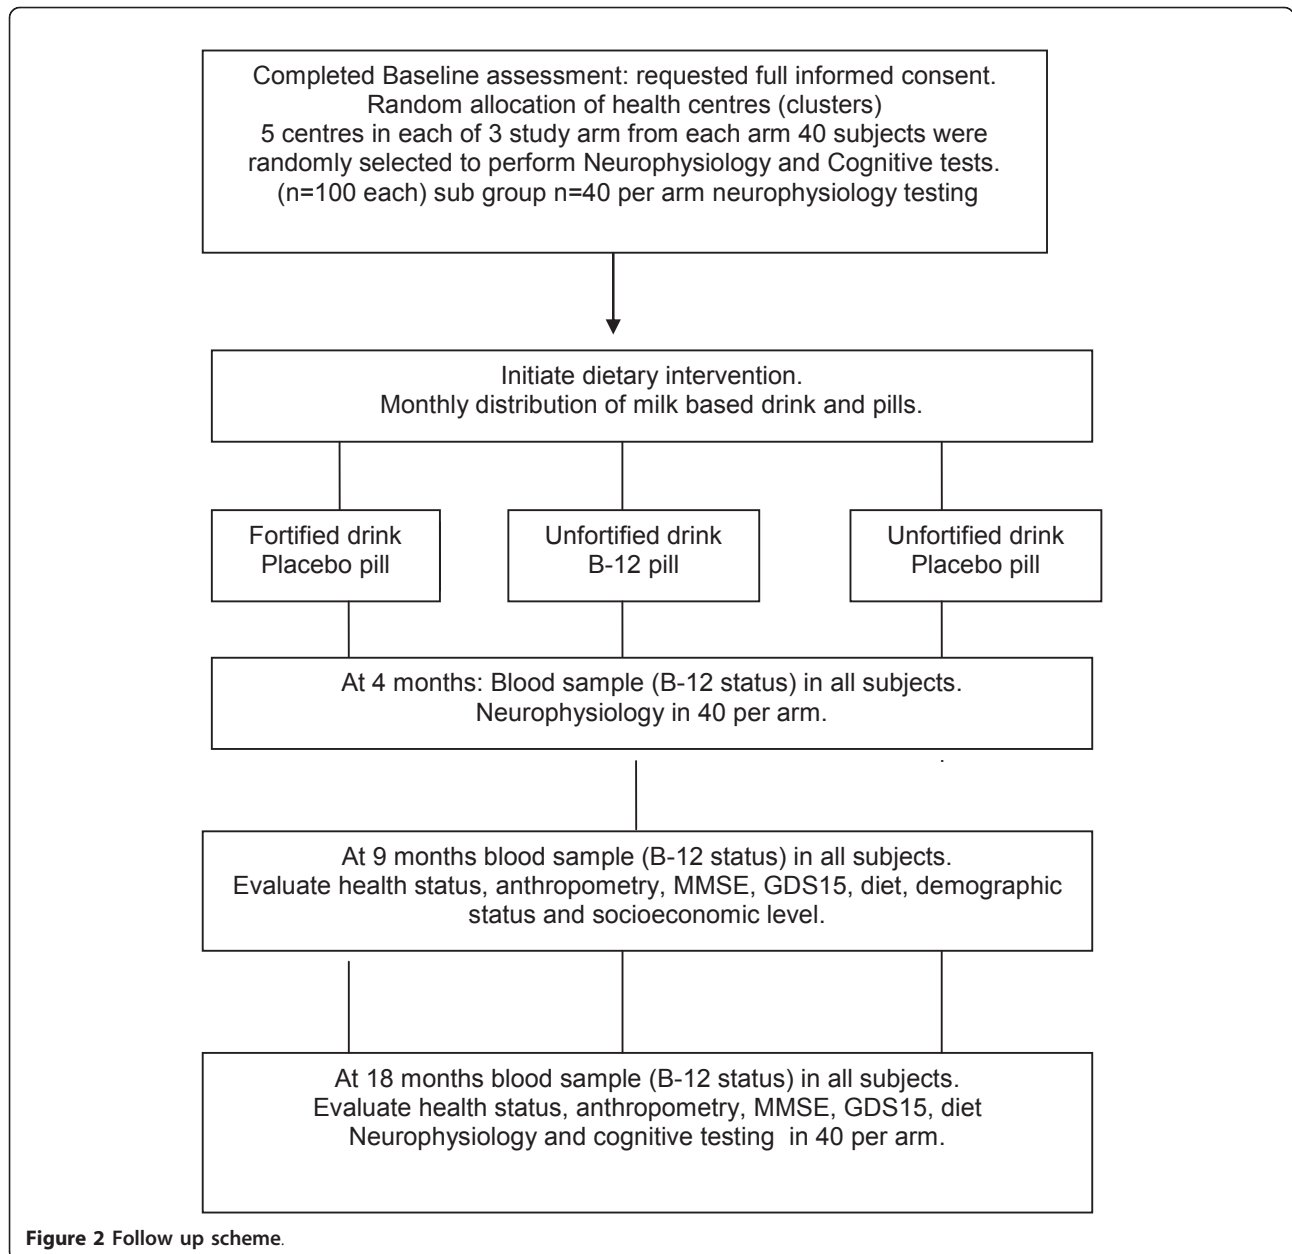 Completed Baseline assessment: requested full informed consent.
Random allocation of health centres (clusters)
5 centres in each of 3 study arm from each arm 40 subjects were
randomly selected to perform Neurophysiology and Cognitive tests.
(n=100 each) sub group n=40 per arm neurophysiology testing
Initiate dietary intervention.
Monthly distribution of milk based drink and pills.
Fortified drink
Placebo pill
Unfortified drink
B-12 pill
Unfortified drink
Placebo pill
At 4 months: Blood sample (B-12 status) in all subjects.
Neurophysiology in 40 per arm.
At 9 months blood sample (B-12 status) in all subjects.
Evaluate health status, anthropometry, MMSE, GDS15, diet, demographic
status and socioeconomic level.
At 18 months blood sample (B-12 status) in all subjects.
Evaluate health status, anthropometry, MMSE, GDS15, diet
Neurophysiology and cognitive testing in 40 per arm.
Figure 2 Follow up scheme.